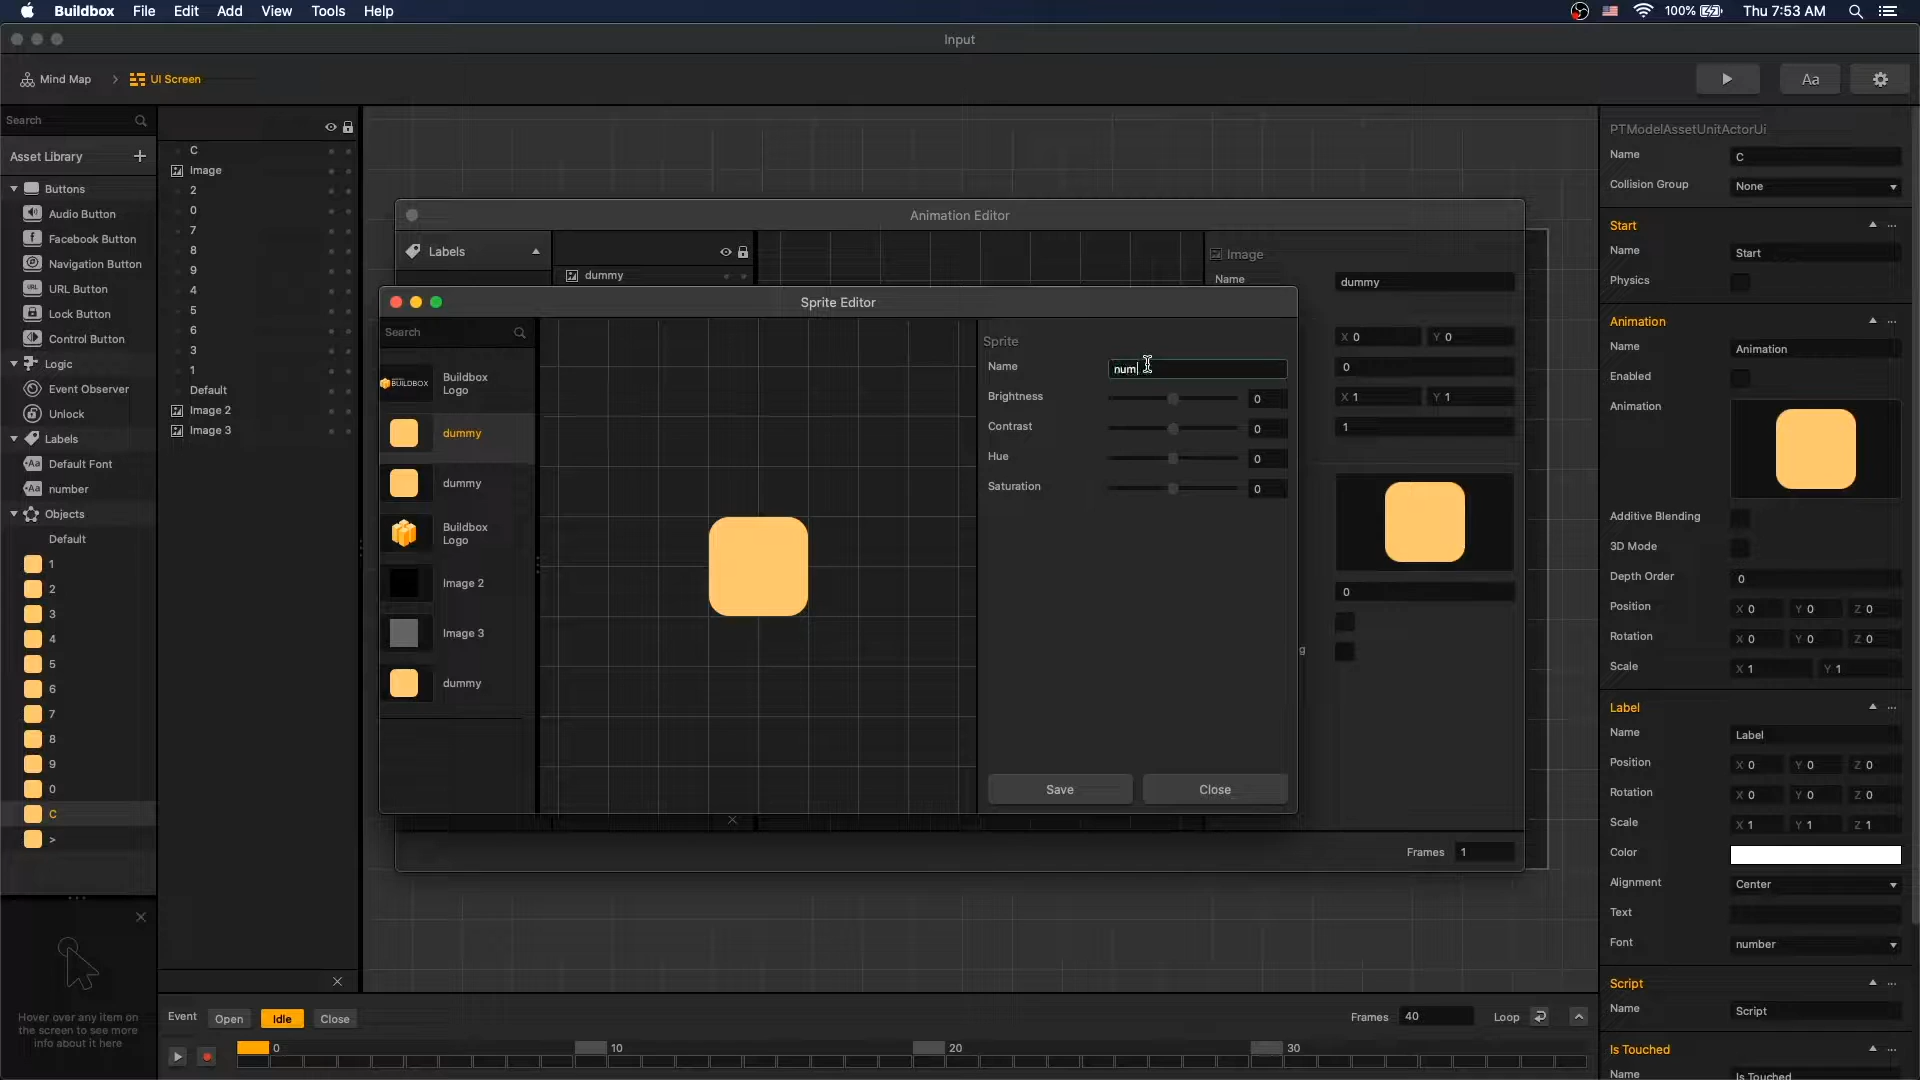 Buildbox File Edit Add View Tools Help 100% Thu 7:53 AM
Input
Mind Map UI Screen Aa
Search
Asset Library
Buttons
Audio Button
Facebook Button
Navigation Button
URL Button
Lock Button
Control Button
Logic
Event Observer
Unlock
Labels
Default Font
number
Objects
Default
1
2
3
4
5
6
7
8
9
0
C
>
Hover over any item on
the screen to see more
info about it here
C
Image
2
0
7
8
9
4
5
6
3
1
Default
Image 2
Image 3
Animation Editor
Labels
dummy
Image
Name dummy
X 0 Y 0
0
X 1 Y 1
1
0
g
Frames 1
Sprite Editor
Search
Buildbox
Logo
dummy
dummy
Buildbox
Logo
Image 2
Image 3
dummy
Sprite
Name num
Brightness 0
Contrast 0
Hue 0
Saturation 0
Save Close
PTModelAssetUnitActorUi
Name C
Collision Group None
Start
Name Start
Physics
Animation
Name Animation
Enabled
Animation
Additive Blending
3D Mode
Depth Order 0
Position X 0 Y 0 Z 0
Rotation X 0 Y 0 Z 0
Scale X 1 Y 1
Label
Name Label
Position X 0 Y 0 Z 0
Rotation X 0 Y 0 Z 0
Scale X 1 Y 1 Z 1
Color
Alignment Center
Text
Font number
Script
Name Script
Is Touched
Name Is Touched
Event Open Idle Close Frames 40 Loop
0 10 20 30